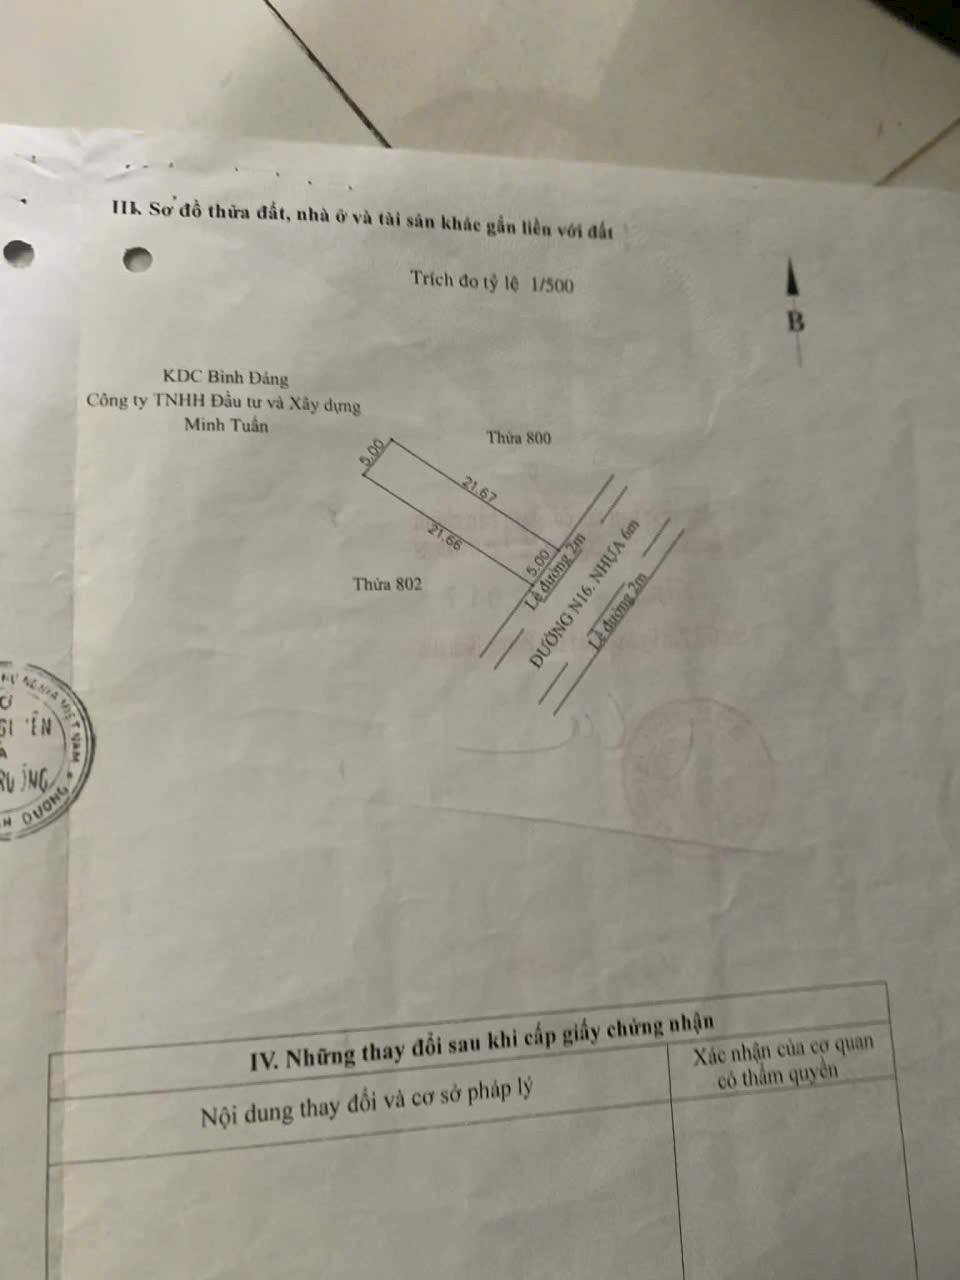 III. Sơ đồ thửa đất, nhà ở và tài sản khác gắn liền với đất
Trích đo tỷ lệ 1/500
B
KDC Bình Đáng
Công ty TNHH Đầu tư và Xây dựng
Minh Tuấn
Thửa 800
5.00
21.67
21.66
5.00
Thửa 802
Lề đường 2m
ĐƯỜNG N16. NHỰA 6m
Lề đường 2m
NGHĨA VIỆT NAM
DƯƠNG
IV. Những thay đổi sau khi cấp giấy chứng nhận
Nội dung thay đổi và cơ sở pháp lý
Xác nhận của cơ quan
có thẩm quyền